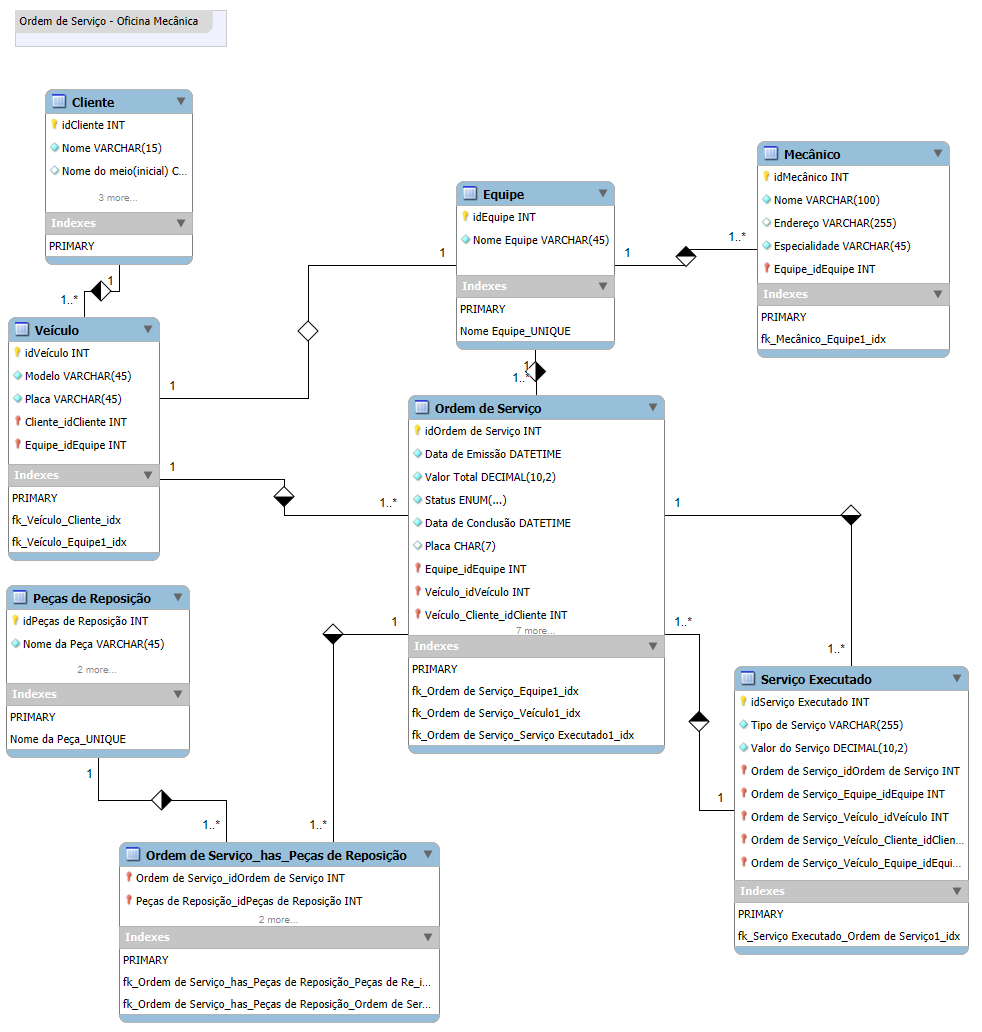 Ordem de Serviço - Oficina Mecânica
Cliente
idCliente INT
Nome VARCHAR(15)
Nome do meio(inicial) C...
3 more...
Indexes
PRIMARY
1
1..*
Veículo
idVeículo INT
Modelo VARCHAR(45)
Placa VARCHAR(45)
Cliente_idCliente INT
Equipe_idEquipe INT
Indexes
PRIMARY
fk_Veículo_Cliente_idx
fk_Veículo_Equipe1_idx
1
1
Equipe
idEquipe INT
Nome Equipe VARCHAR(45)
Indexes
PRIMARY
Nome Equipe_UNIQUE
1
1..*
Mecânico
idMecânico INT
Nome VARCHAR(100)
Endereço VARCHAR(255)
Especialidade VARCHAR(45)
Equipe_idEquipe INT
Indexes
PRIMARY
fk_Mecânico_Equipe1_idx
1
1..*
1
1..*
Ordem de Serviço
idOrdem de Serviço INT
Data de Emissão DATETIME
Valor Total DECIMAL(10,2)
Status ENUM(...)
Data de Conclusão DATETIME
Placa CHAR(7)
Equipe_idEquipe INT
Veículo_idVeículo INT
Veículo_Cliente_idCliente INT
7 more...
Indexes
PRIMARY
fk_Ordem de Serviço_Equipe1_idx
fk_Ordem de Serviço_Veículo1_idx
fk_Ordem de Serviço_Serviço Executado1_idx
1
1..*
1..*
1
Peças de Reposição
idPeças de Reposição INT
Nome da Peça VARCHAR(45)
2 more...
Indexes
PRIMARY
Nome da Peça_UNIQUE
1
1..*
1
1..*
Serviço Executado
idServiço Executado INT
Tipo de Serviço VARCHAR(255)
Valor do Serviço DECIMAL(10,2)
Ordem de Serviço_idOrdem de Serviço INT
Ordem de Serviço_Equipe_idEquipe INT
Ordem de Serviço_Veículo_idVeículo INT
Ordem de Serviço_Veículo_Cliente_idClien...
Ordem de Serviço_Veículo_Equipe_idEqui...
Indexes
PRIMARY
fk_Serviço Executado_Ordem de Serviço1_idx
Ordem de Serviço_has_Peças de Reposição
Ordem de Serviço_idOrdem de Serviço INT
Peças de Reposição_idPeças de Reposição INT
2 more...
Indexes
PRIMARY
fk_Ordem de Serviço_has_Peças de Reposição_Peças de Re_i...
fk_Ordem de Serviço_has_Peças de Reposição_Ordem de Ser...